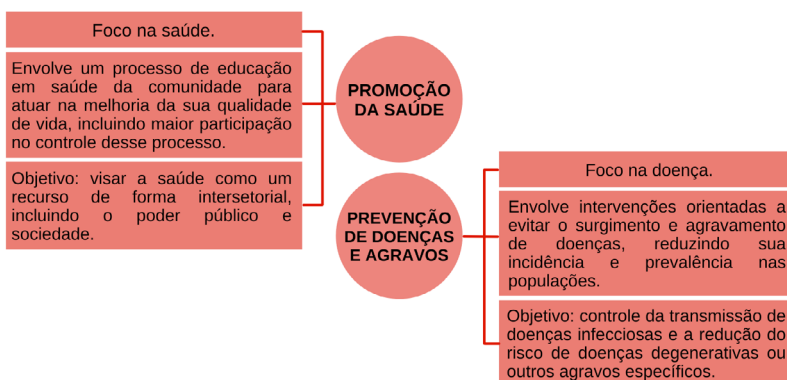 Foco na saúde.
Envolve um processo de educação
em saúde da comunidade para
atuar na melhoria da sua qualidade
de vida, incluindo maior participação
no controle desse processo.
Objetivo: visar a saúde como um
recurso de forma intersetorial,
incluindo o poder público e
sociedade.
PROMOÇÃO
DA SAÚDE
PREVENÇÃO
DE DOENÇAS
E AGRAVOS
Foco na doença.
Envolve intervenções orientadas a
evitar o surgimento e agravamento
de doenças, reduzindo sua
incidência e prevalência nas
populações.
Objetivo: controle da transmissão de
doenças infecciosas e a redução do
risco de doenças degenerativas ou
outros agravos específicos.